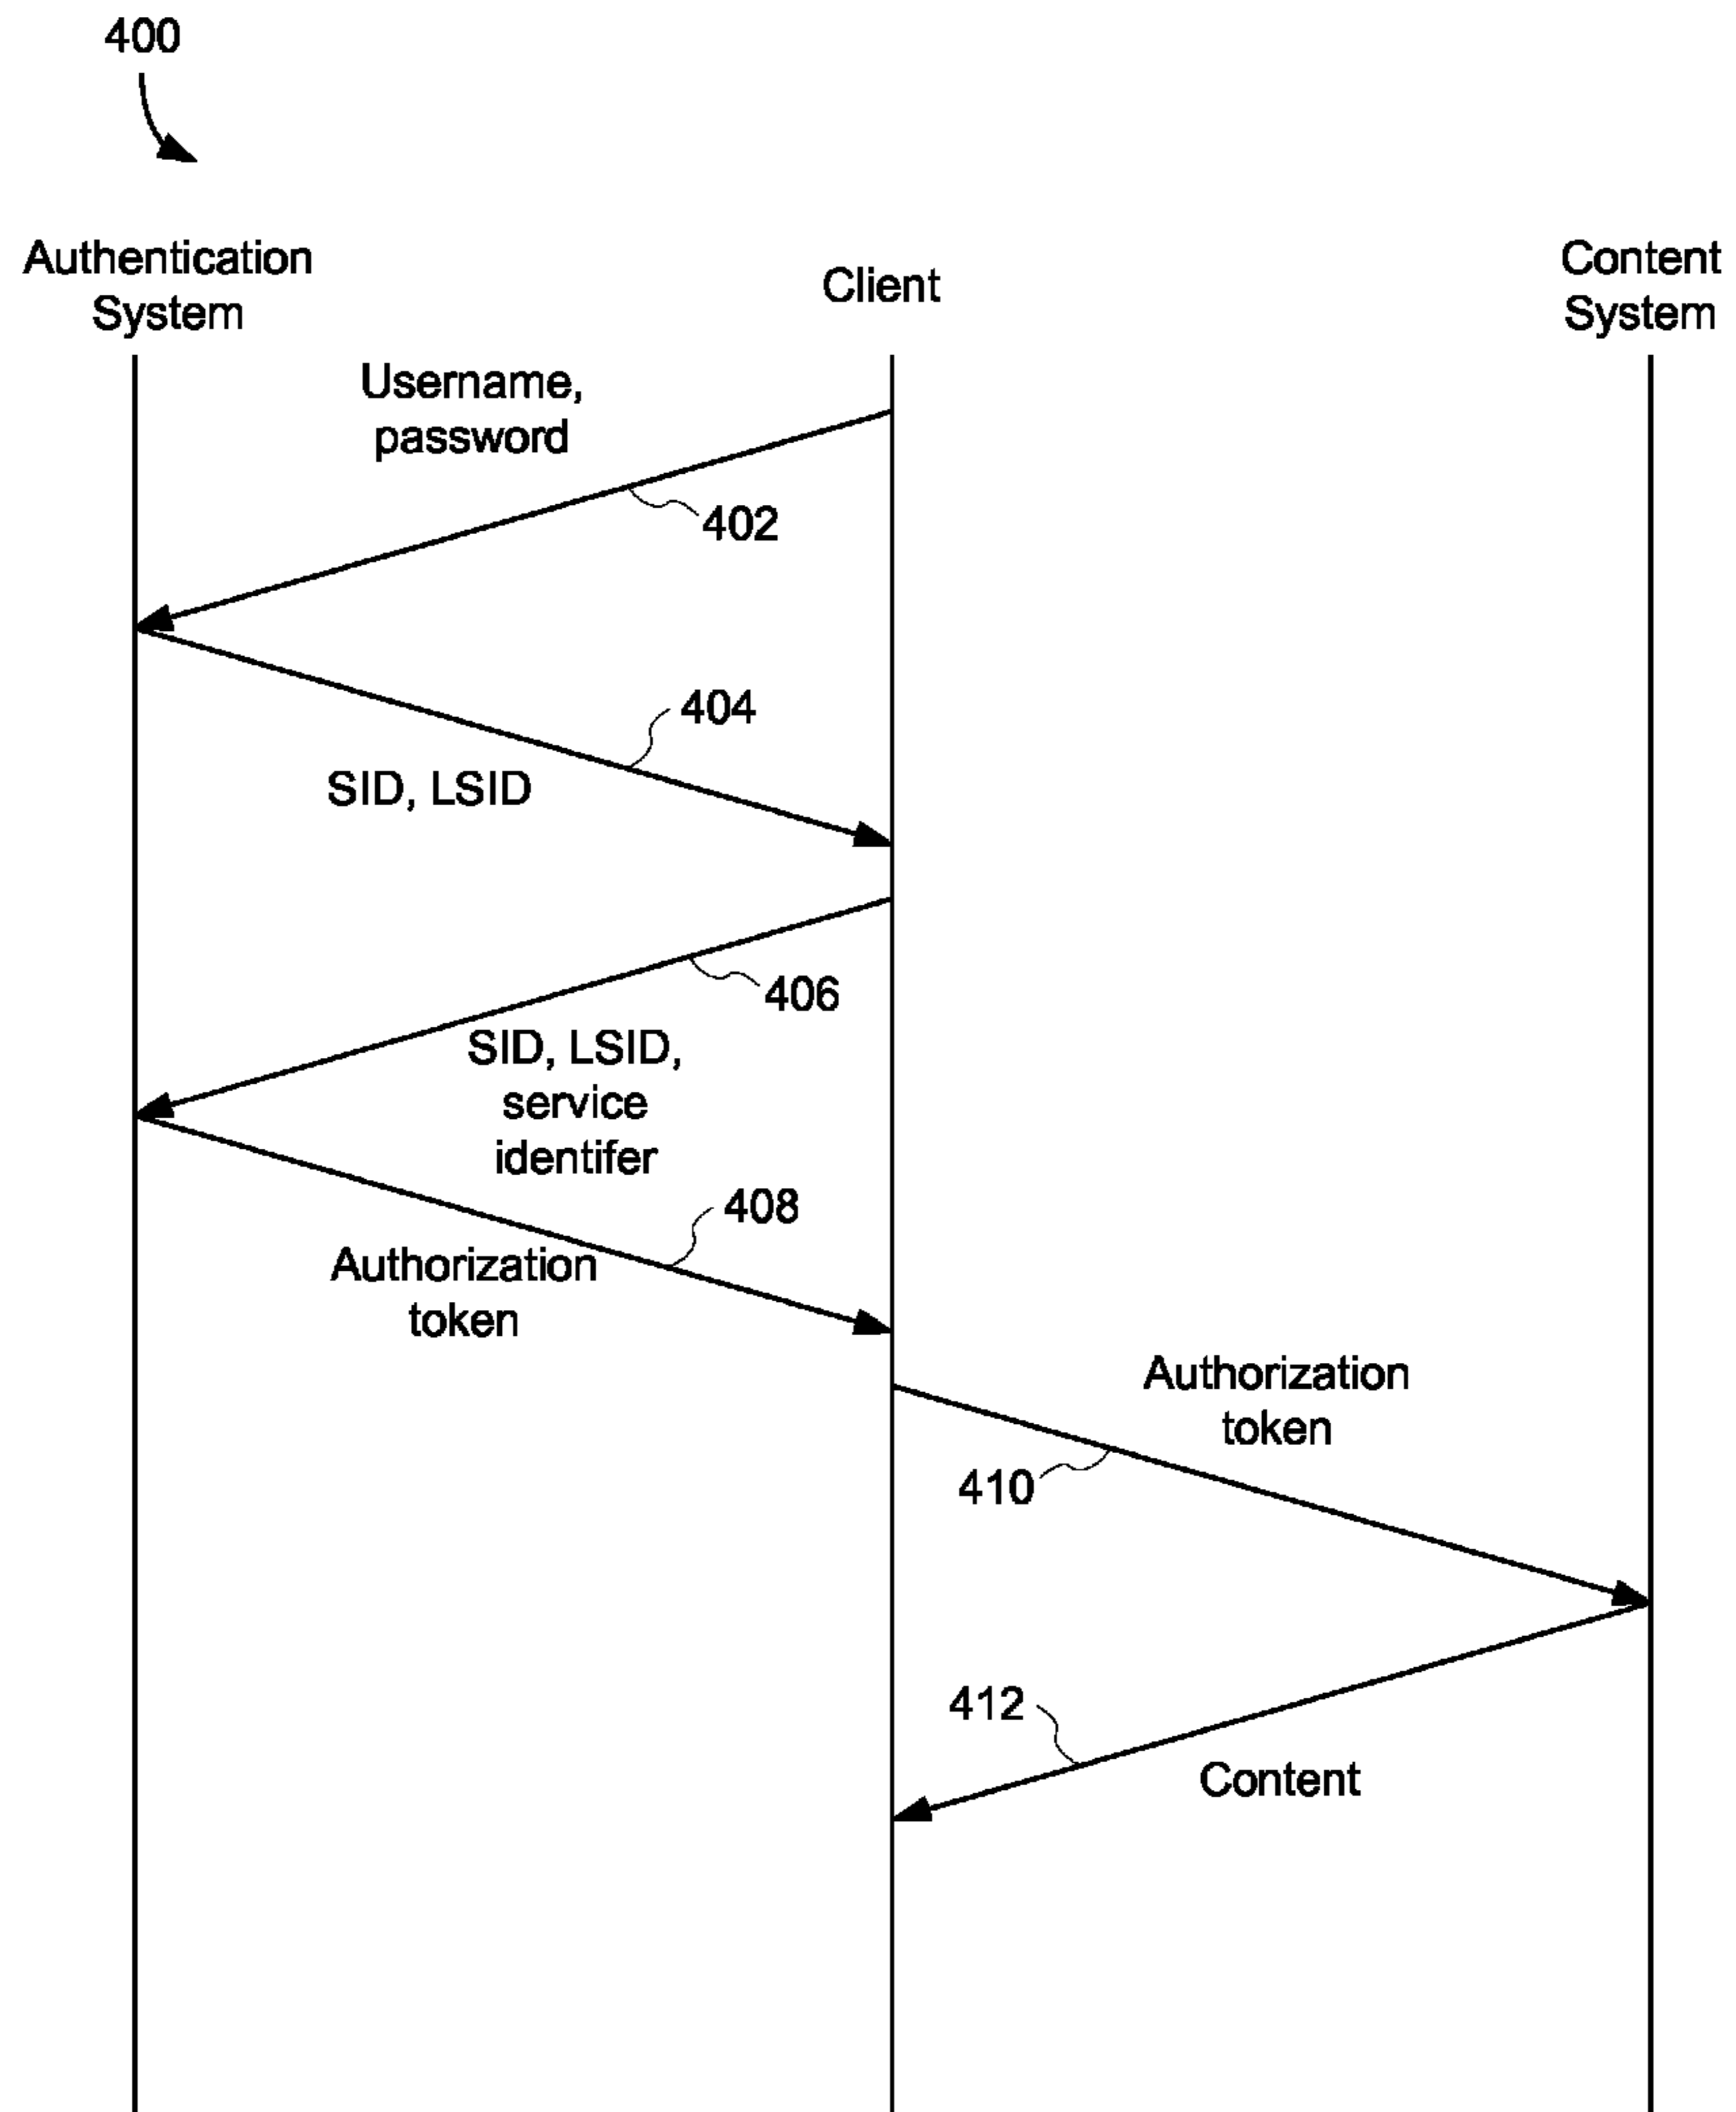 400
Authentication
System
Client
Content
System
Username,
password
402
404
SID, LSID
406
SID, LSID,
service
identifer
408
Authorization
token
Authorization
token
410
412
Content